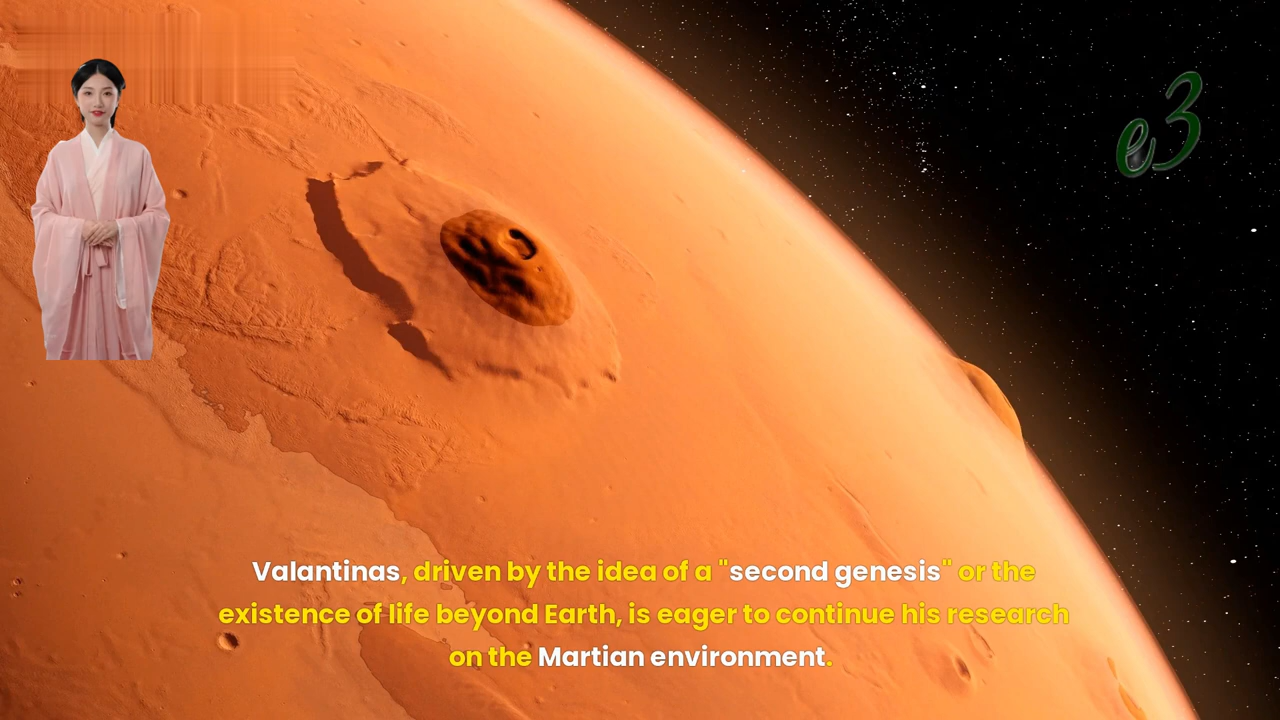 e3
Valantinas, driven by the idea of a "second genesis" or the
existence of life beyond Earth, is eager to continue his research
on the Martian environment.